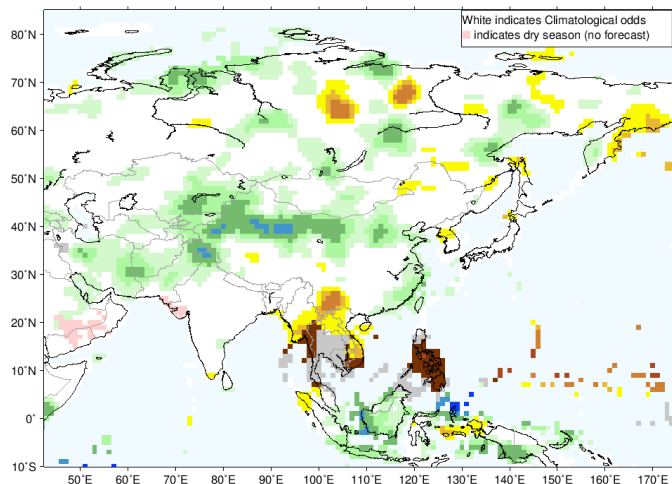 White indicates Climatological odds
indicates dry season (no forecast)
80˚N
70˚N
60˚N
50˚N
40˚N
30˚N
20˚N
10˚N
0˚
10˚S
50˚E 60˚E 70˚E 80˚E 90˚E 100˚E 110˚E 120˚E 130˚E 140˚E 150˚E 160˚E 170˚E